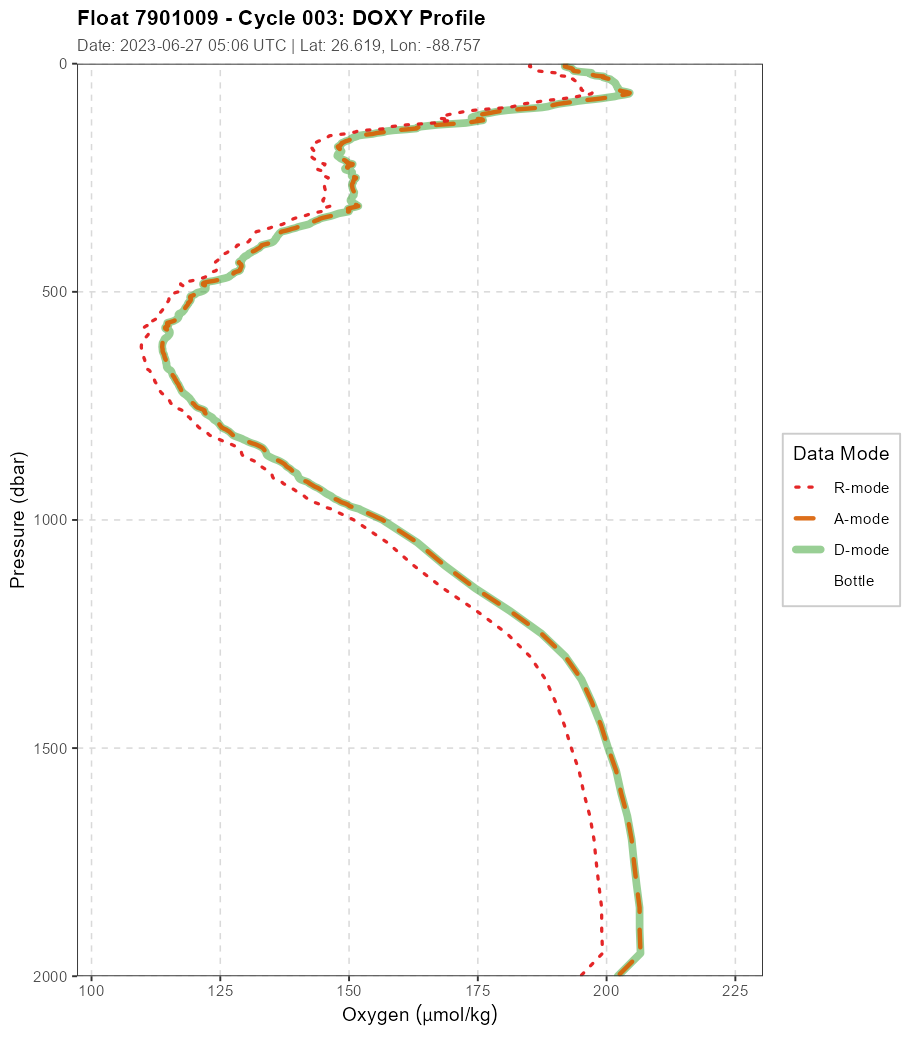 Float 7901009 - Cycle 003: DOXY Profile
Date: 2023-06-27 05:06 UTC | Lat: 26.619, Lon: -88.757
0
500
1000
1500
2000
Pressure (dbar)
100 125 150 175 200 225
Oxygen (μmol/kg)
Data Mode
R-mode
A-mode
D-mode
Bottle